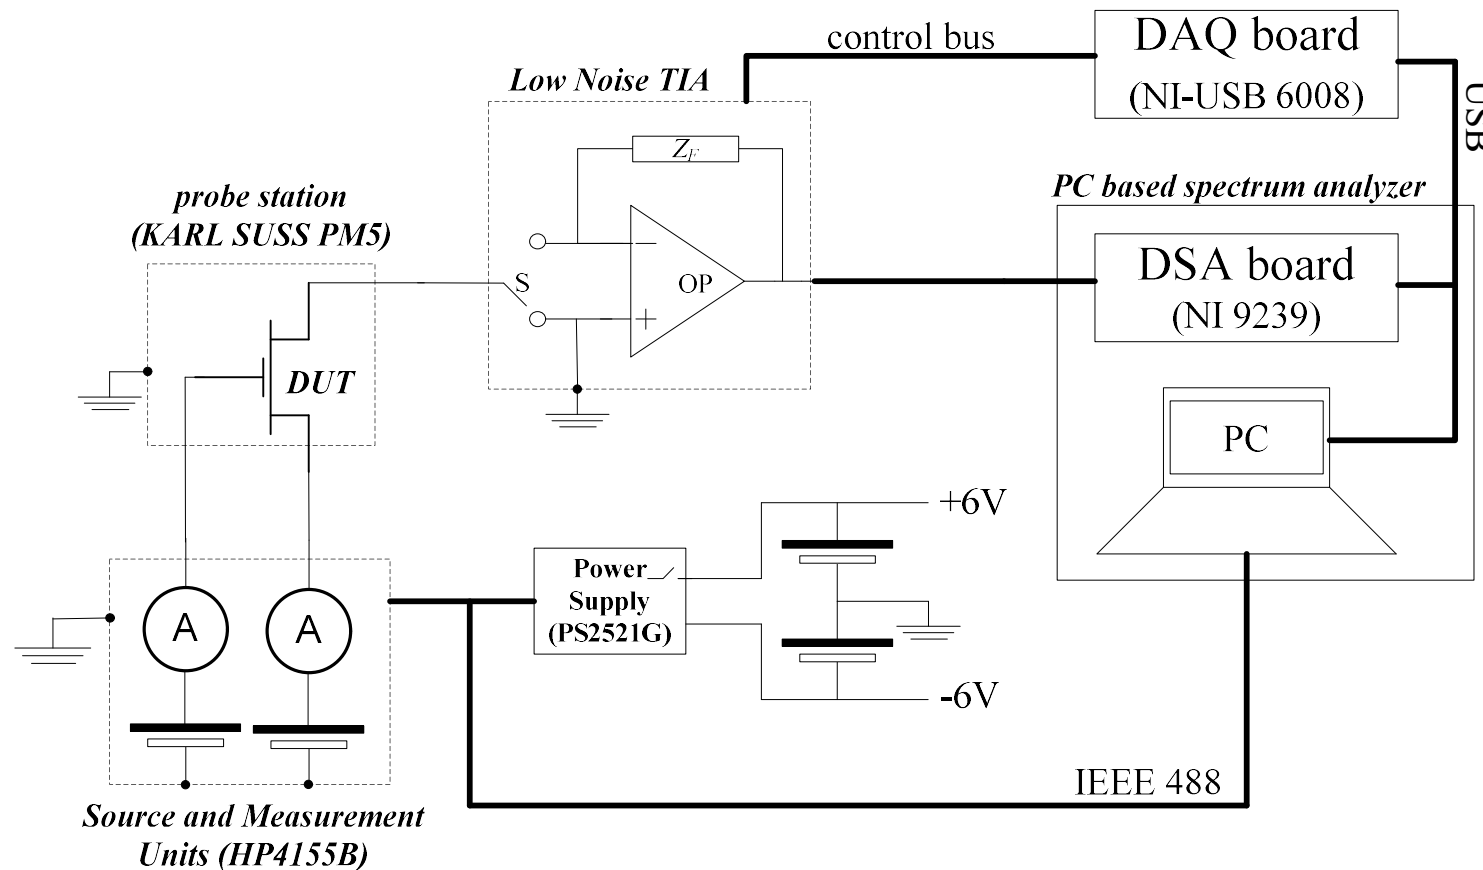 control bus
DAQ board
(NI-USB 6008)
USB
Low Noise TIA
Z_F
probe station
(KARL SUSS PM5)
PC based spectrum analyzer
S
−
OP
+
DSA board
(NI 9239)
DUT
PC
+6V
Power
Supply
(PS2521G)
-6V
A
A
IEEE 488
Source and Measurement
Units (HP4155B)